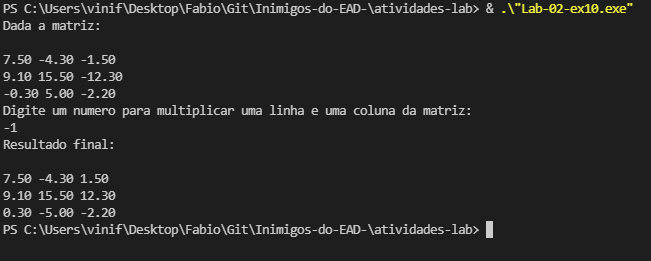 PS C:\Users\vinif\Desktop\Fabio\Git\Inimigos-do-EAD-\atividades-lab> & .\"Lab-02-ex10.exe"
Dada a matriz:
7.50 -4.30 -1.50
9.10 15.50 -12.30
-0.30 5.00 -2.20
Digite um numero para multiplicar uma linha e uma coluna da matriz:
-1
Resultado final:
7.50 -4.30 1.50
9.10 15.50 12.30
0.30 -5.00 -2.20
PS C:\Users\vinif\Desktop\Fabio\Git\Inimigos-do-EAD-\atividades-lab>